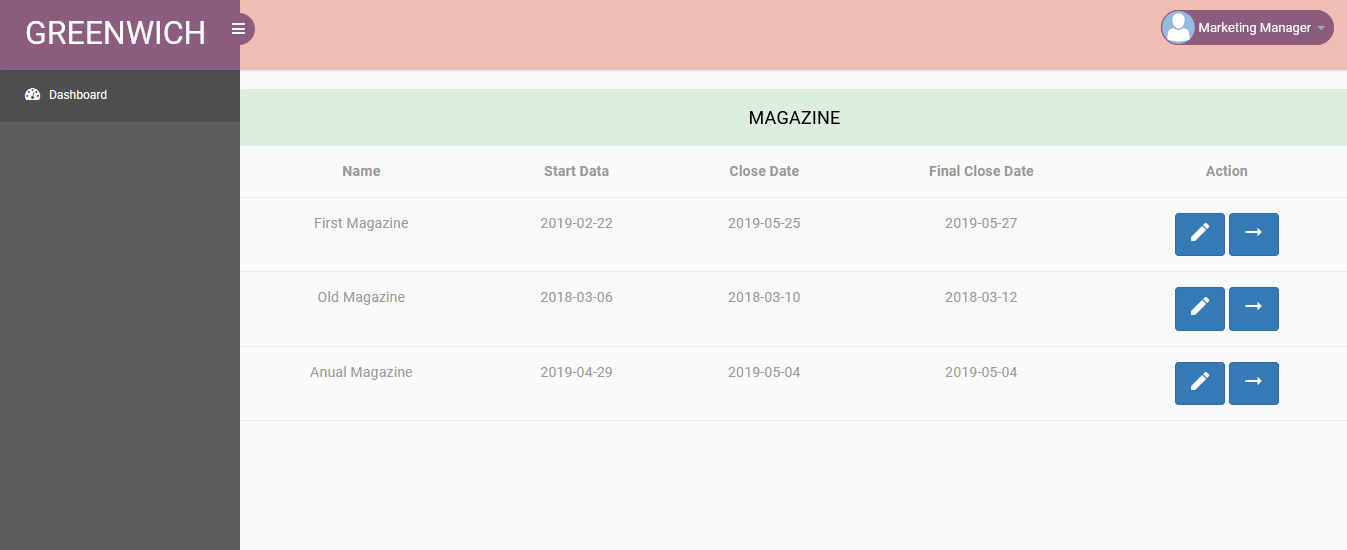 GREENWICH
Marketing Manager
Dashboard
MAGAZINE
Name Start Data Close Date Final Close Date Action
First Magazine 2019-02-22 2019-05-25 2019-05-27
Old Magazine 2018-03-06 2018-03-10 2018-03-12
Anual Magazine 2019-04-29 2019-05-04 2019-05-04